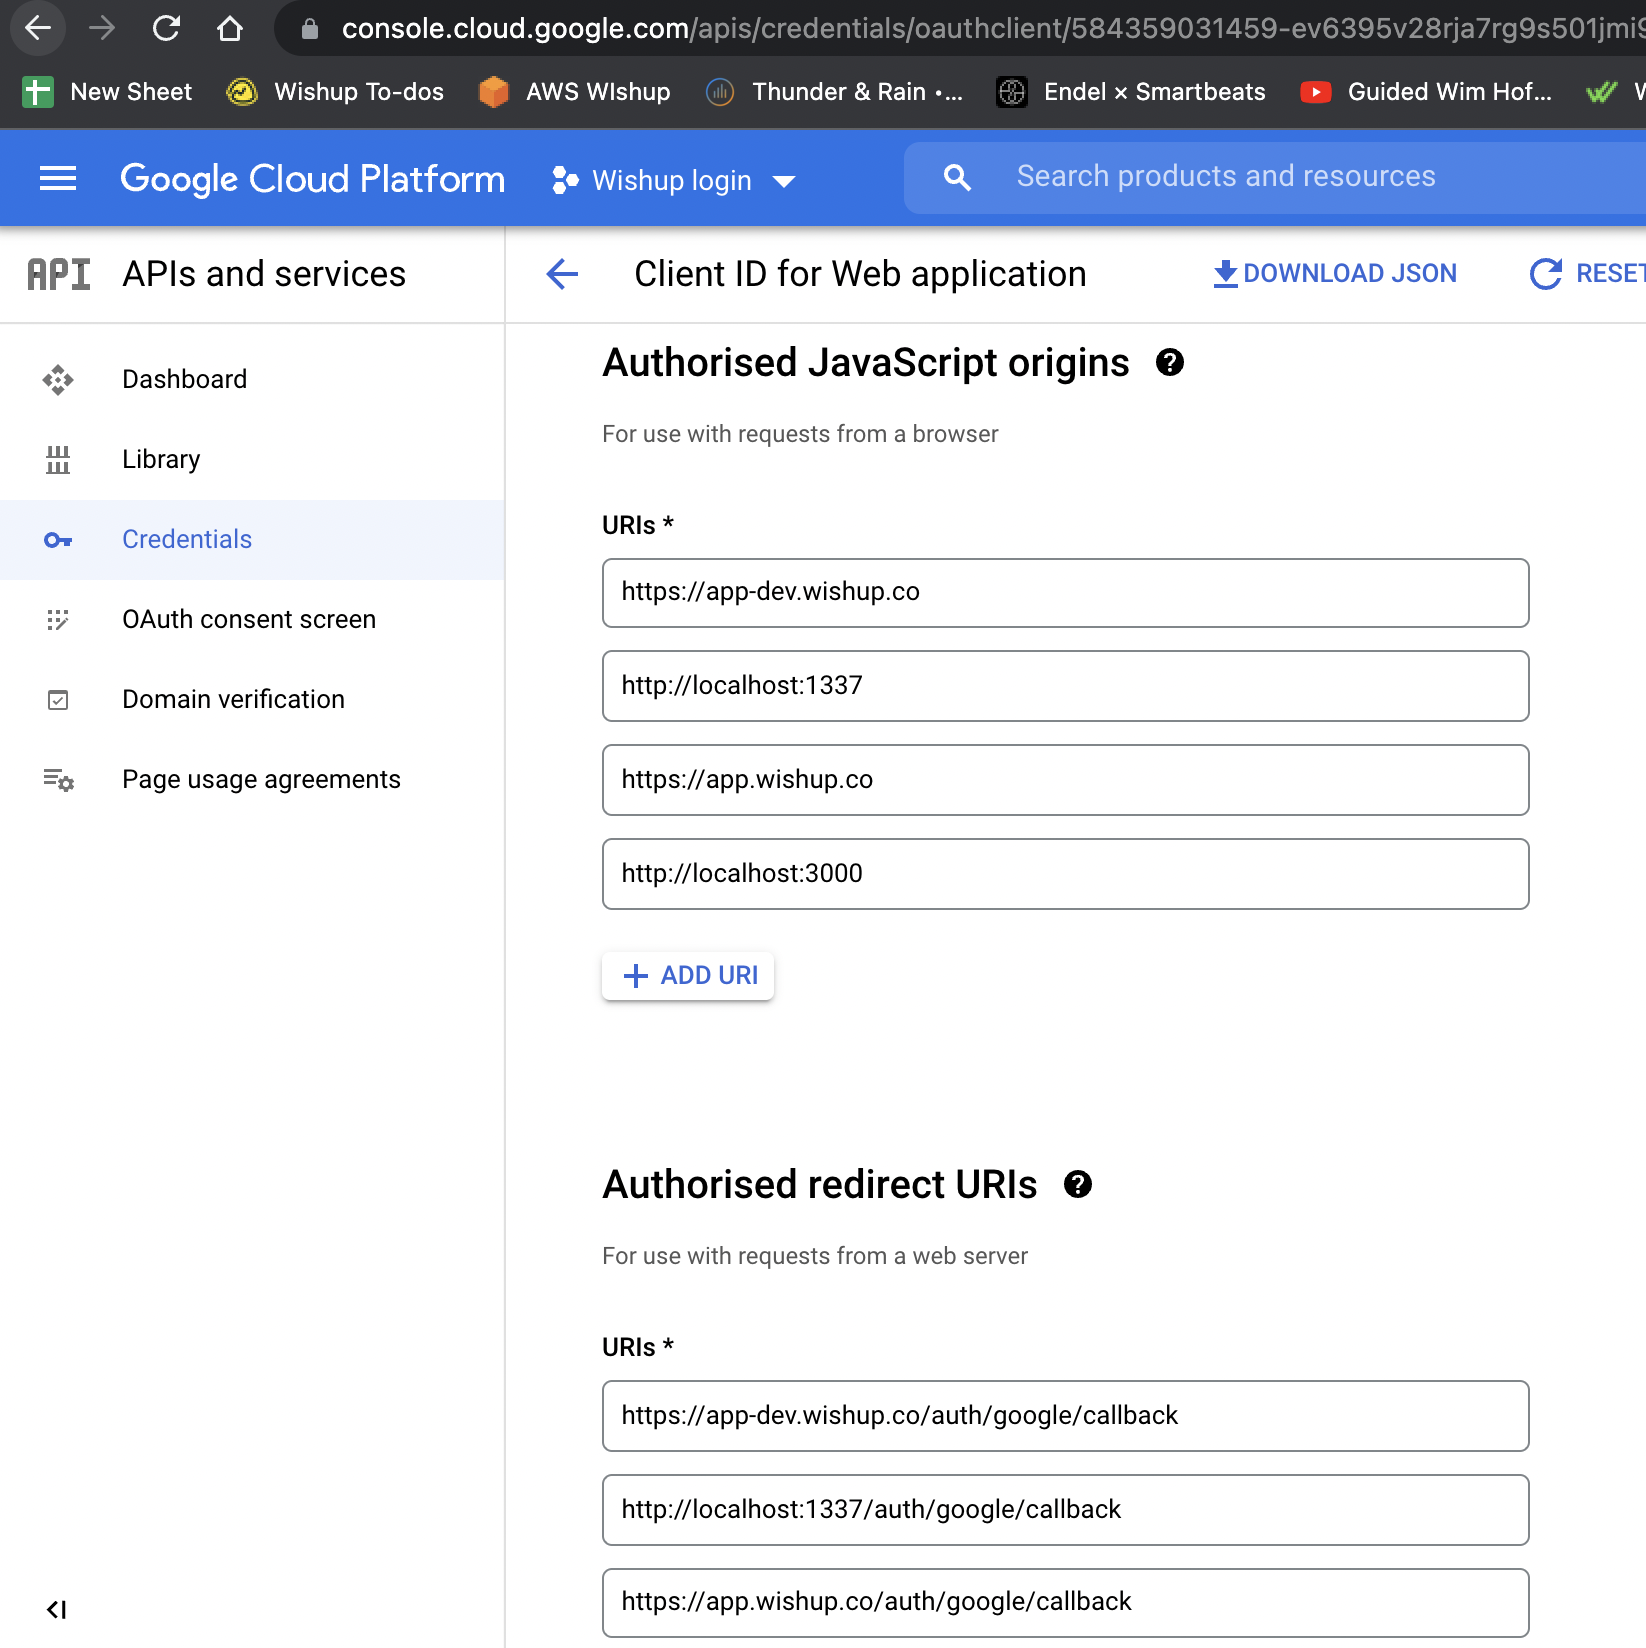 console.cloud.google.com/apis/credentials/oauthclient/584359031459-ev6395v28rja7rg9s501jmi9
New Sheet Wishup To-dos AWS WIshup Thunder & Rain •... Endel × Smartbeats Guided Wim Hof...
Google Cloud Platform Wishup login Search products and resources
API APIs and services
Client ID for Web application DOWNLOAD JSON RESET
Dashboard
Library
Credentials
OAuth consent screen
Domain verification
Page usage agreements
Authorised JavaScript origins
For use with requests from a browser
URIs *
https://app-dev.wishup.co
http://localhost:1337
https://app.wishup.co
http://localhost:3000
ADD URI
Authorised redirect URIs
For use with requests from a web server
URIs *
https://app-dev.wishup.co/auth/google/callback
http://localhost:1337/auth/google/callback
https://app.wishup.co/auth/google/callback